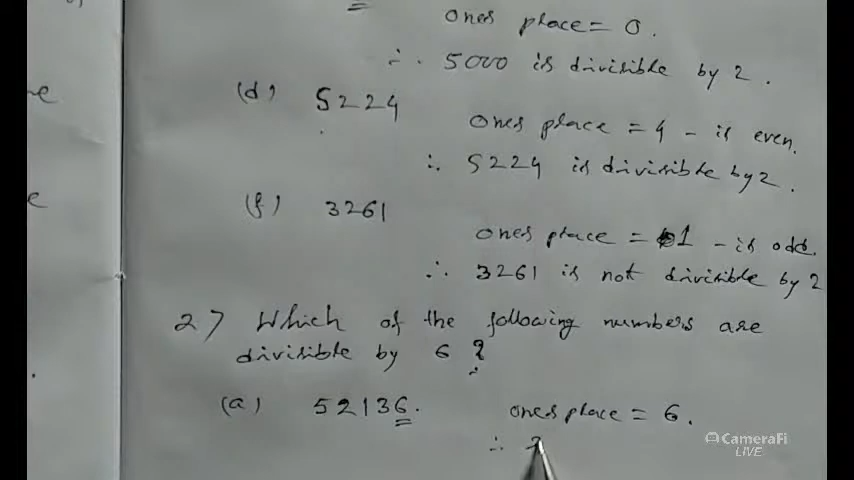 ones place = 0.
∴ 5000 is divisible by 2.
(d) 5224
ones place = 4 - is even.
∴ 5224 is divisible by 2.
(f) 3261
ones place = 1 - is odd.
∴ 3261 is not divisible by 2
2> Which of the following numbers are
divisible by 6 ?
(a) 52136. ones place = 6.
∴
CameraFi
LIVE